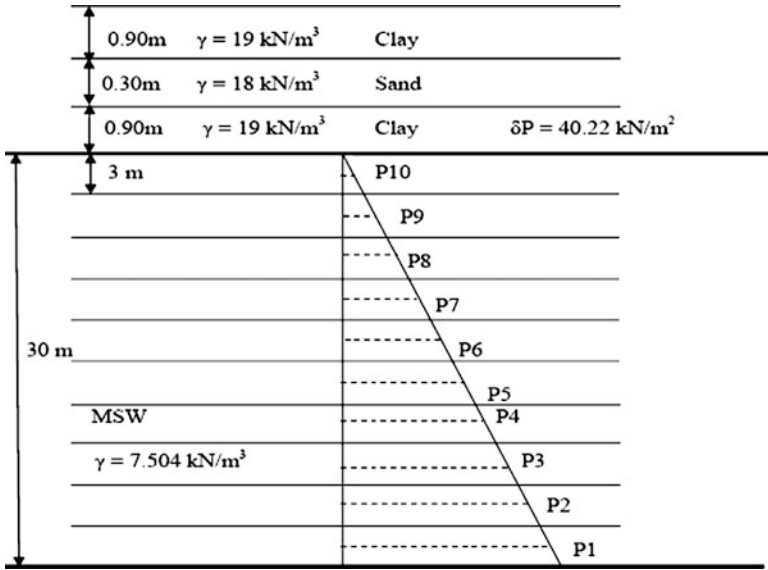 0.90m γ = 19 kN/m³ Clay
0.30m γ = 18 kN/m³ Sand
0.90m γ = 19 kN/m³ Clay δP = 40.22 kN/m²
3 m P10
P9
P8
P7
P6
30 m
P5
MSW P4
γ = 7.504 kN/m³ P3
P2
P1